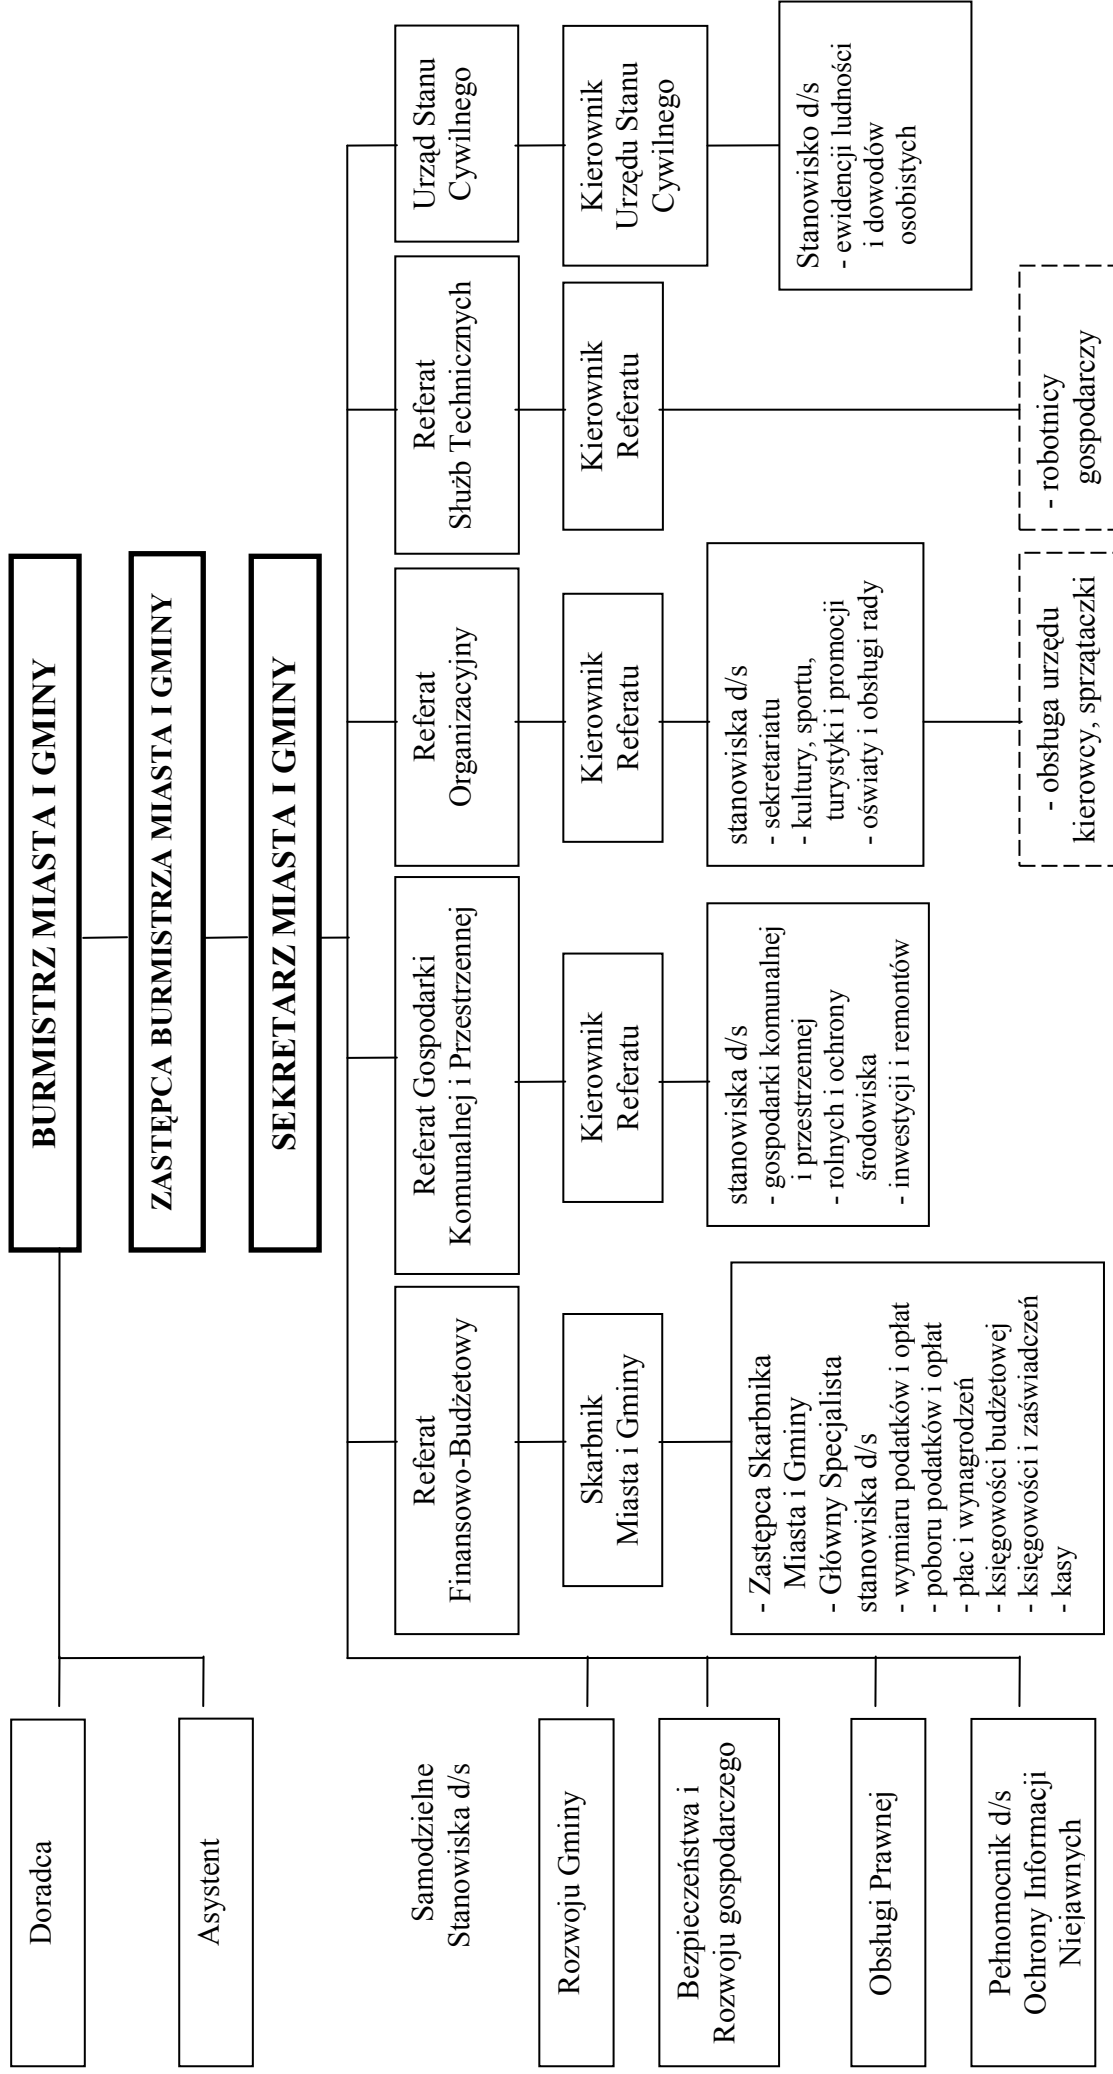 BURMISTRZ MIASTA I GMINY
ZASTĘPCA BURMISTRZA MIASTA I GMINY
SEKRETARZ MIASTA I GMINY
Doradca
Asystent
Samodzielne
Stanowiska d/s
Rozwoju Gminy
Bezpieczeństwa i
Rozwoju gospodarczego
Obsługi Prawnej
Pełnomocnik d/s
Ochrony Informacji
Niejawnych
Referat
Finansowo-Budżetowy
Skarbnik
Miasta i Gminy
- Zastępca Skarbnika
Miasta i Gminy
- Główny Specjalista
stanowiska d/s
- wymiaru podatków i opłat
- poboru podatków i opłat
- płac i wynagrodzeń
- księgowości budżetowej
- księgowości i zaświadczeń
- kasy
Referat Gospodarki
Komunalnej i Przestrzennej
Kierownik
Referatu
stanowiska d/s
- gospodarki komunalnej
i przestrzennej
- rolnych i ochrony
środowiska
- inwestycji i remontów
Referat
Organizacyjny
Kierownik
Referatu
stanowiska d/s
- sekretariatu
- kultury, sportu,
turystyki i promocji
- oświaty i obsługi rady
- obsługa urzędu
kierowcy, sprzątaczki
Referat
Służb Technicznych
Kierownik
Referatu
- robotnicy
gospodarczy
Urząd Stanu
Cywilnego
Kierownik
Urzędu Stanu
Cywilnego
Stanowisko d/s
- ewidencji ludności
i dowodów
osobistych